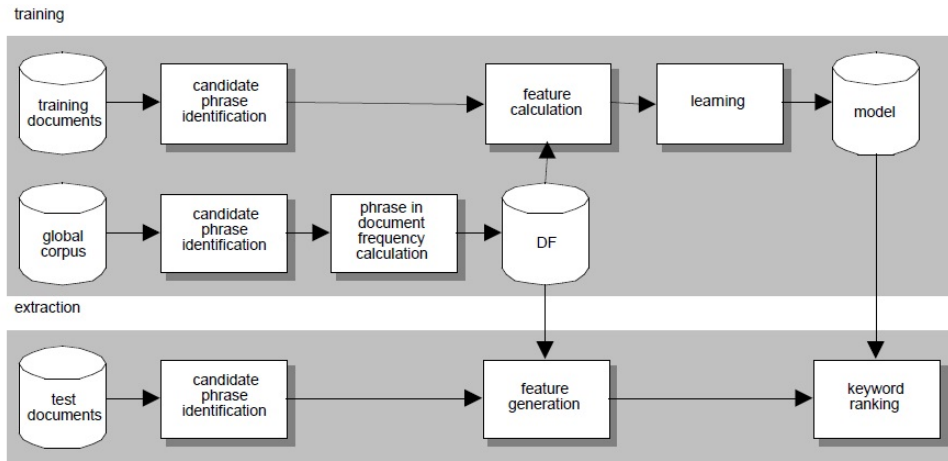 training
training
documents
candidate
phrase
identification
feature
calculation
learning
model
global
corpus
candidate
phrase
identification
phrase in
document
frequency
calculation
DF
extraction
test
documents
candidate
phrase
identification
feature
generation
keyword
ranking